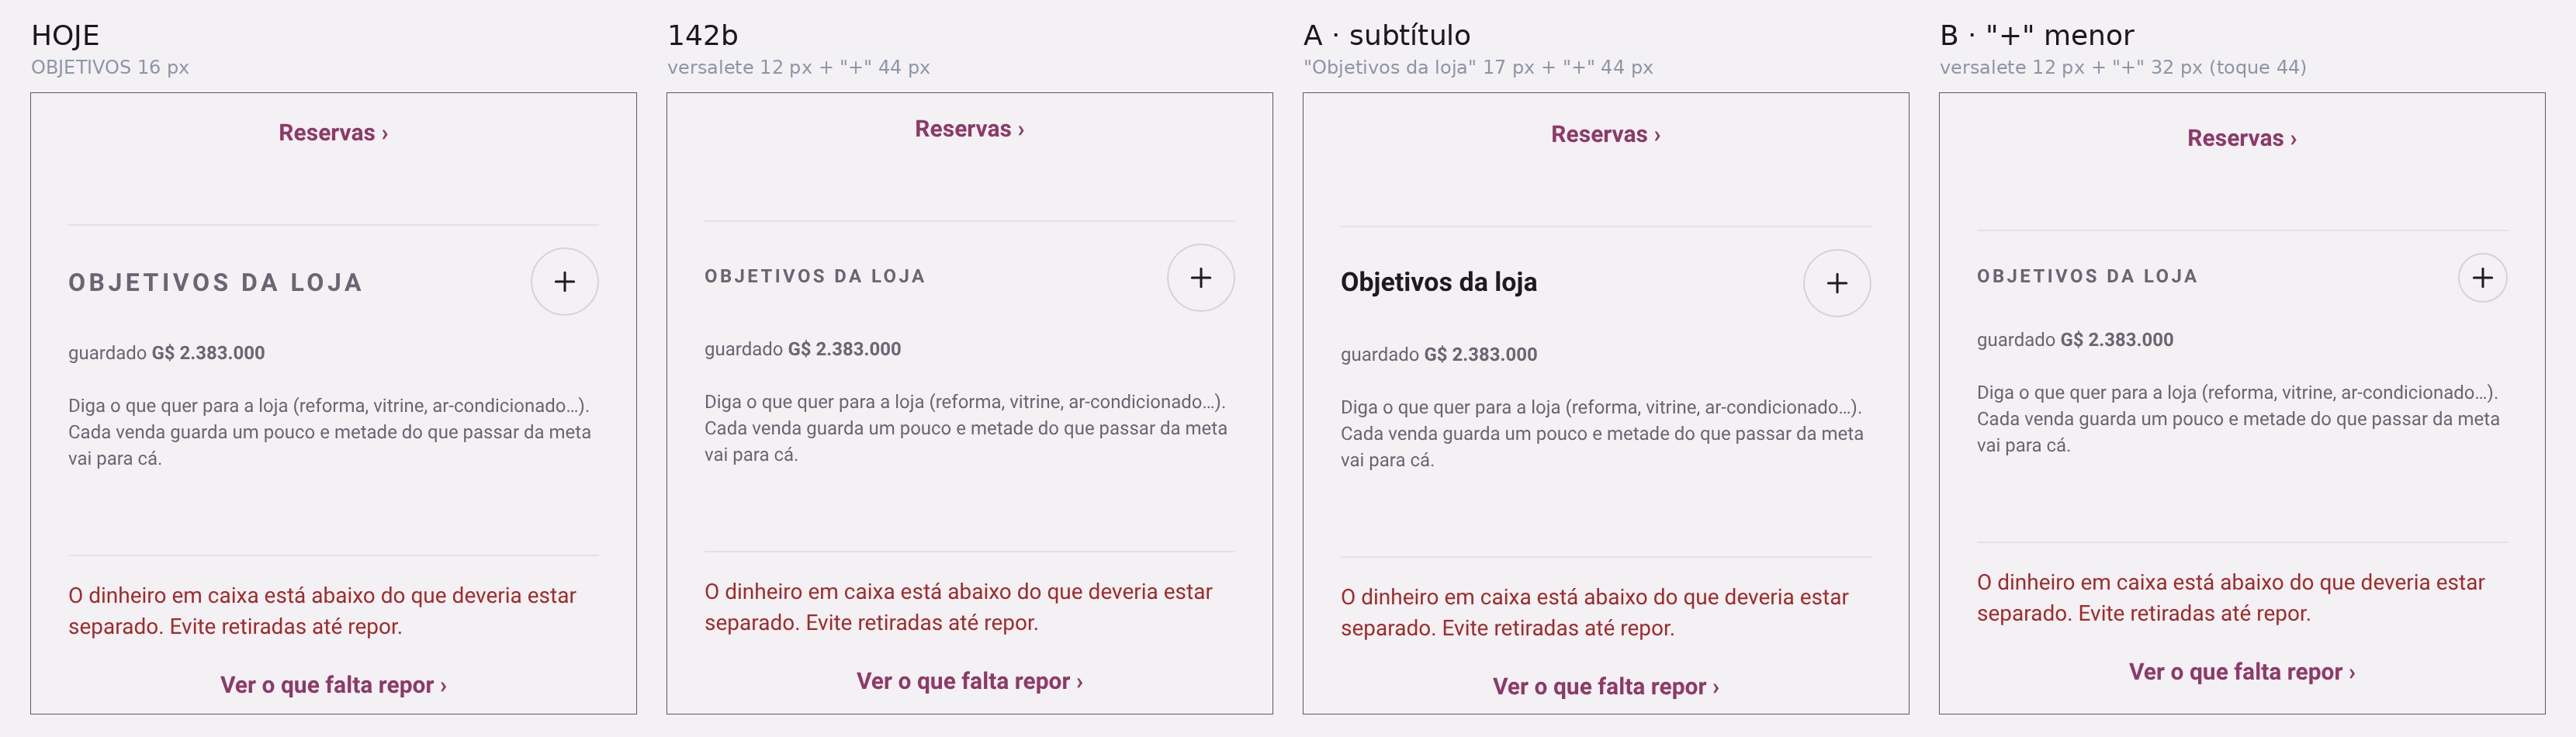 HOJE
OBJETIVOS 16 px
Reservas ›
OBJETIVOS DA LOJA
+
guardado G$ 2.383.000
Diga o que quer para a loja (reforma, vitrine, ar-condicionado…).
Cada venda guarda um pouco e metade do que passar da meta
vai para cá.
O dinheiro em caixa está abaixo do que deveria estar
separado. Evite retiradas até repor.
Ver o que falta repor ›
142b
versalete 12 px + "+" 44 px
Reservas ›
OBJETIVOS DA LOJA
+
guardado G$ 2.383.000
Diga o que quer para a loja (reforma, vitrine, ar-condicionado…).
Cada venda guarda um pouco e metade do que passar da meta
vai para cá.
O dinheiro em caixa está abaixo do que deveria estar
separado. Evite retiradas até repor.
Ver o que falta repor ›
A · subtítulo
"Objetivos da loja" 17 px + "+" 44 px
Reservas ›
Objetivos da loja
+
guardado G$ 2.383.000
Diga o que quer para a loja (reforma, vitrine, ar-condicionado…).
Cada venda guarda um pouco e metade do que passar da meta
vai para cá.
O dinheiro em caixa está abaixo do que deveria estar
separado. Evite retiradas até repor.
Ver o que falta repor ›
B · "+" menor
versalete 12 px + "+" 32 px (toque 44)
Reservas ›
OBJETIVOS DA LOJA
+
guardado G$ 2.383.000
Diga o que quer para a loja (reforma, vitrine, ar-condicionado…).
Cada venda guarda um pouco e metade do que passar da meta
vai para cá.
O dinheiro em caixa está abaixo do que deveria estar
separado. Evite retiradas até repor.
Ver o que falta repor ›